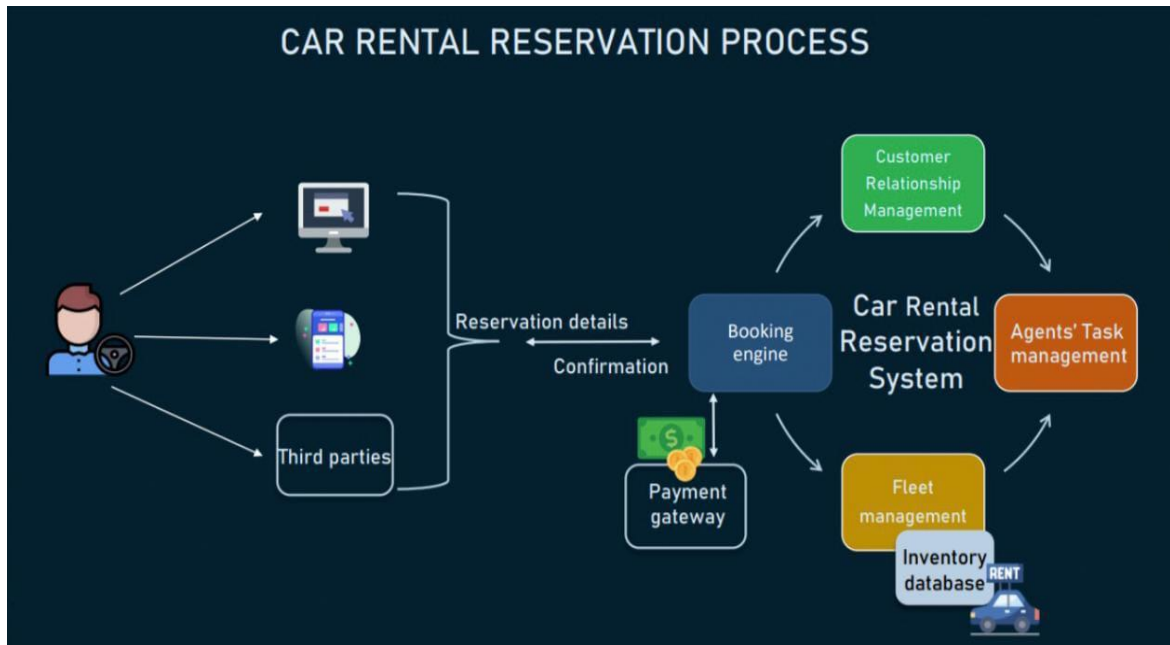 CAR RENTAL RESERVATION PROCESS
Customer
Relationship
Management
Reservation details
Confirmation
Booking
engine
Car Rental
Reservation
System
Agents' Task
management
Third parties
Payment
gateway
Fleet
management
Inventory
database
RENT